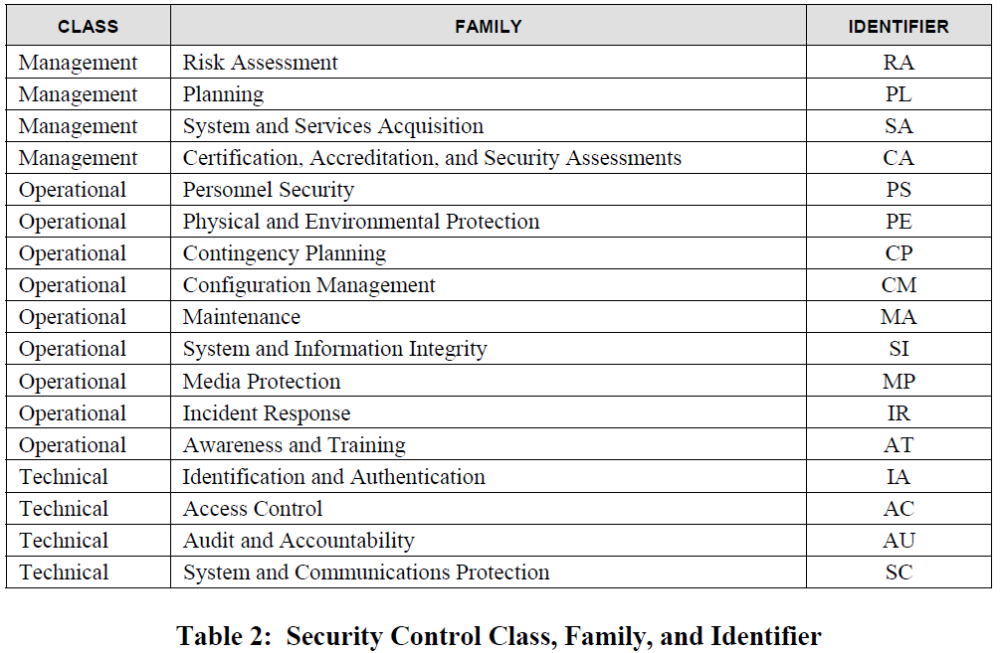 CLASS FAMILY IDENTIFIER
Management Risk Assessment RA
Management Planning PL
Management System and Services Acquisition SA
Management Certification, Accreditation, and Security Assessments CA
Operational Personnel Security PS
Operational Physical and Environmental Protection PE
Operational Contingency Planning CP
Operational Configuration Management CM
Operational Maintenance MA
Operational System and Information Integrity SI
Operational Media Protection MP
Operational Incident Response IR
Operational Awareness and Training AT
Technical Identification and Authentication IA
Technical Access Control AC
Technical Audit and Accountability AU
Technical System and Communications Protection SC
Table 2: Security Control Class, Family, and Identifier